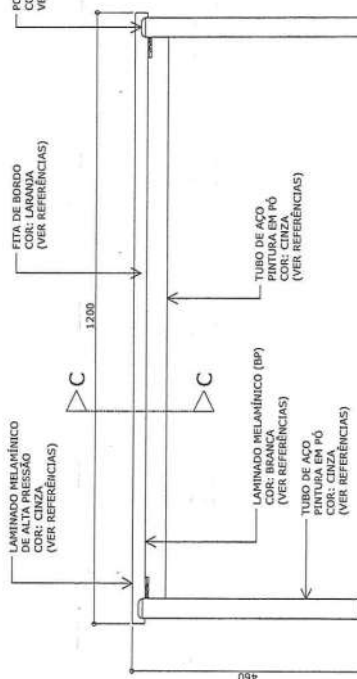 LAMINADO MELAMÍNICO
DE ALTA PRESSÃO
COR: CINZA
(VER REFERÊNCIAS)
FITA DE BORDO
COR: LARANJA
(VER REFERÊNCIAS)
1200
C
C
LAMINADO MELAMÍNICO (BP)
COR: BRANCA
(VER REFERÊNCIAS)
TUBO DE AÇO
PINTURA EM PÓ
COR: CINZA
(VER REFERÊNCIAS)
TUBO DE AÇO
PINTURA EM PÓ
COR: CINZA
(VER REFERÊNCIAS)
460